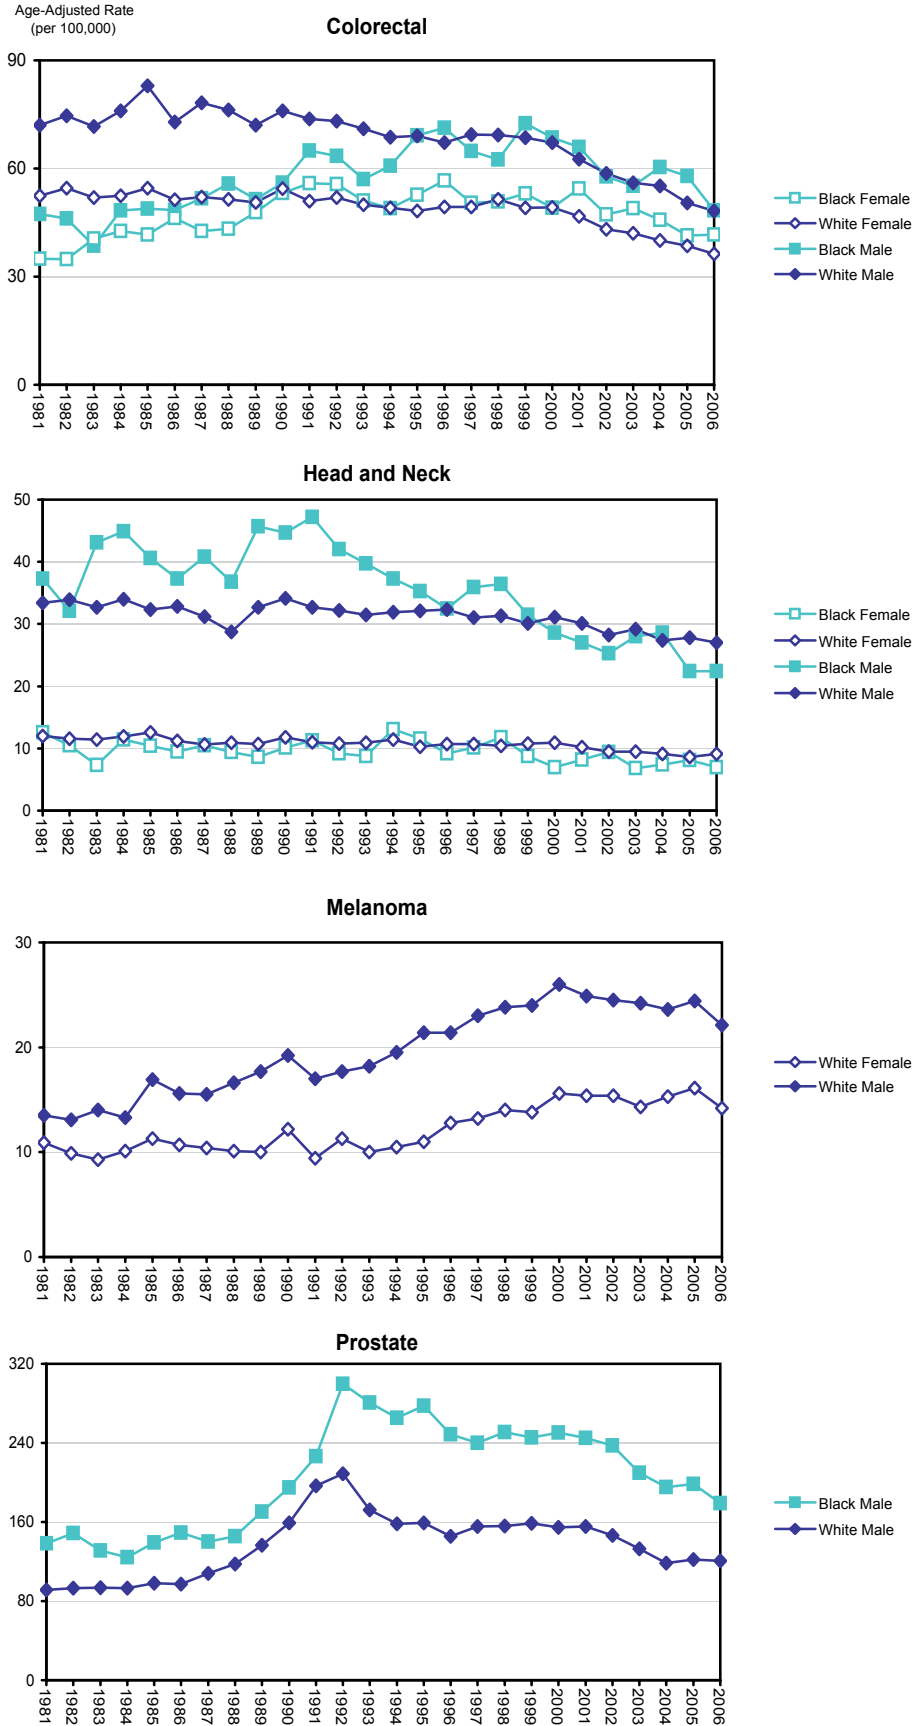 Age-Adjusted Rate
(per 100,000)
Colorectal
90
60
30
0
1981 1982 1983 1984 1985 1986 1987 1988 1989 1990 1991 1992 1993 1994 1995 1996 1997 1998 1999 2000 2001 2002 2003 2004 2005 2006
Black Female
White Female
Black Male
White Male
Head and Neck
50
40
30
20
10
0
1981 1982 1983 1984 1985 1986 1987 1988 1989 1990 1991 1992 1993 1994 1995 1996 1997 1998 1999 2000 2001 2002 2003 2004 2005 2006
Black Female
White Female
Black Male
White Male
Melanoma
30
20
10
0
1981 1982 1983 1984 1985 1986 1987 1988 1989 1990 1991 1992 1993 1994 1995 1996 1997 1998 1999 2000 2001 2002 2003 2004 2005 2006
White Female
White Male
Prostate
320
240
160
80
0
1981 1982 1983 1984 1985 1986 1987 1988 1989 1990 1991 1992 1993 1994 1995 1996 1997 1998 1999 2000 2001 2002 2003 2004 2005 2006
Black Male
White Male